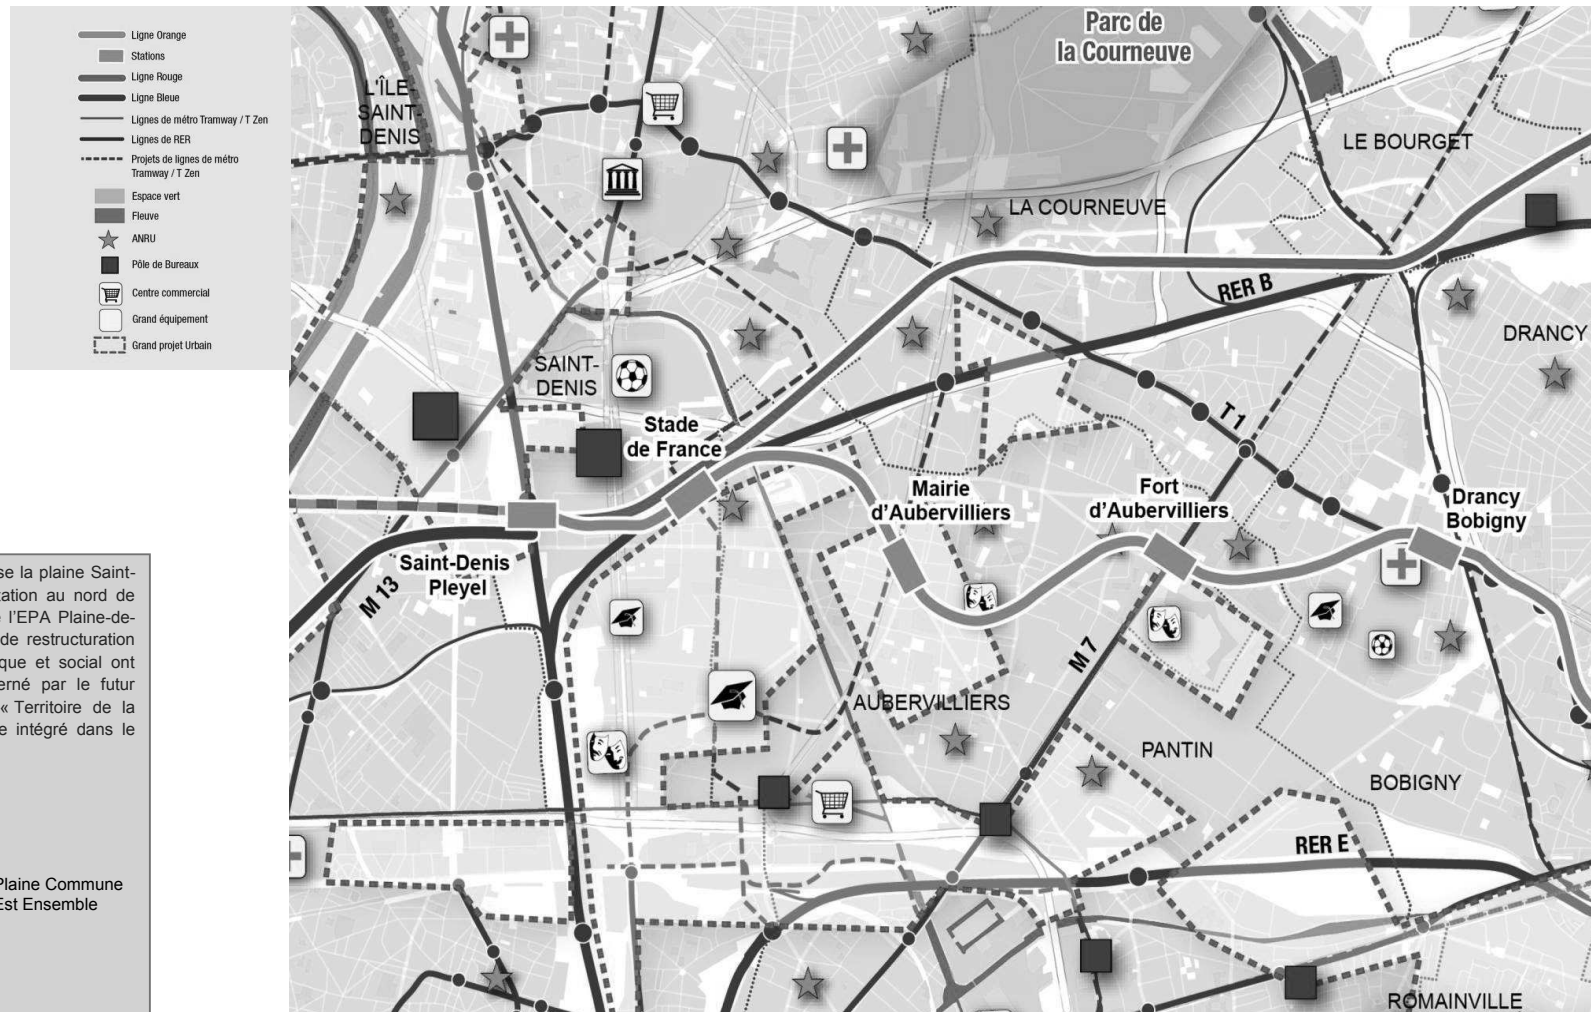 Ligne Orange
Stations
Ligne Rouge
Ligne Bleue
Lignes de métro Tramway / T Zen
Lignes de RER
Projets de lignes de métro
Tramway / T Zen
Espace vert
Fleuve
ANRU
Pôle de Bureaux
Centre commercial
Grand équipement
Grand projet Urbain
se la plaine Saint-
tation au nord de
e l'EPA Plaine-de-
de restructuration
ique et social ont
erné par le futur
« Territoire de la
e intégré dans le
Plaine Commune
Est Ensemble
Parc de
la Courneuve
L'ÎLE-
SAINT-
DENIS
LE BOURGET
LA COURNEUVE
RER B
DRANCY
SAINT-
DENIS
Stade
de France
T 1
Mairie
d'Aubervilliers
Fort
d'Aubervilliers
Drancy
Bobigny
Saint-Denis
Pleyel
M 13
M 7
AUBERVILLIERS
PANTIN
BOBIGNY
RER E
ROMAINVILLE